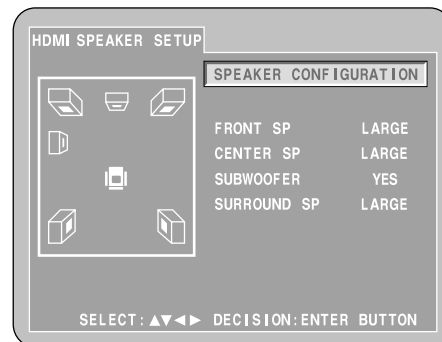 HDMI SPEAKER SETUP
SPEAKER CONFIGURATION
FRONT SP LARGE
CENTER SP LARGE
SUBWOOFER YES
SURROUND SP LARGE
SELECT:▲▼◄► DECISION:ENTER BUTTON